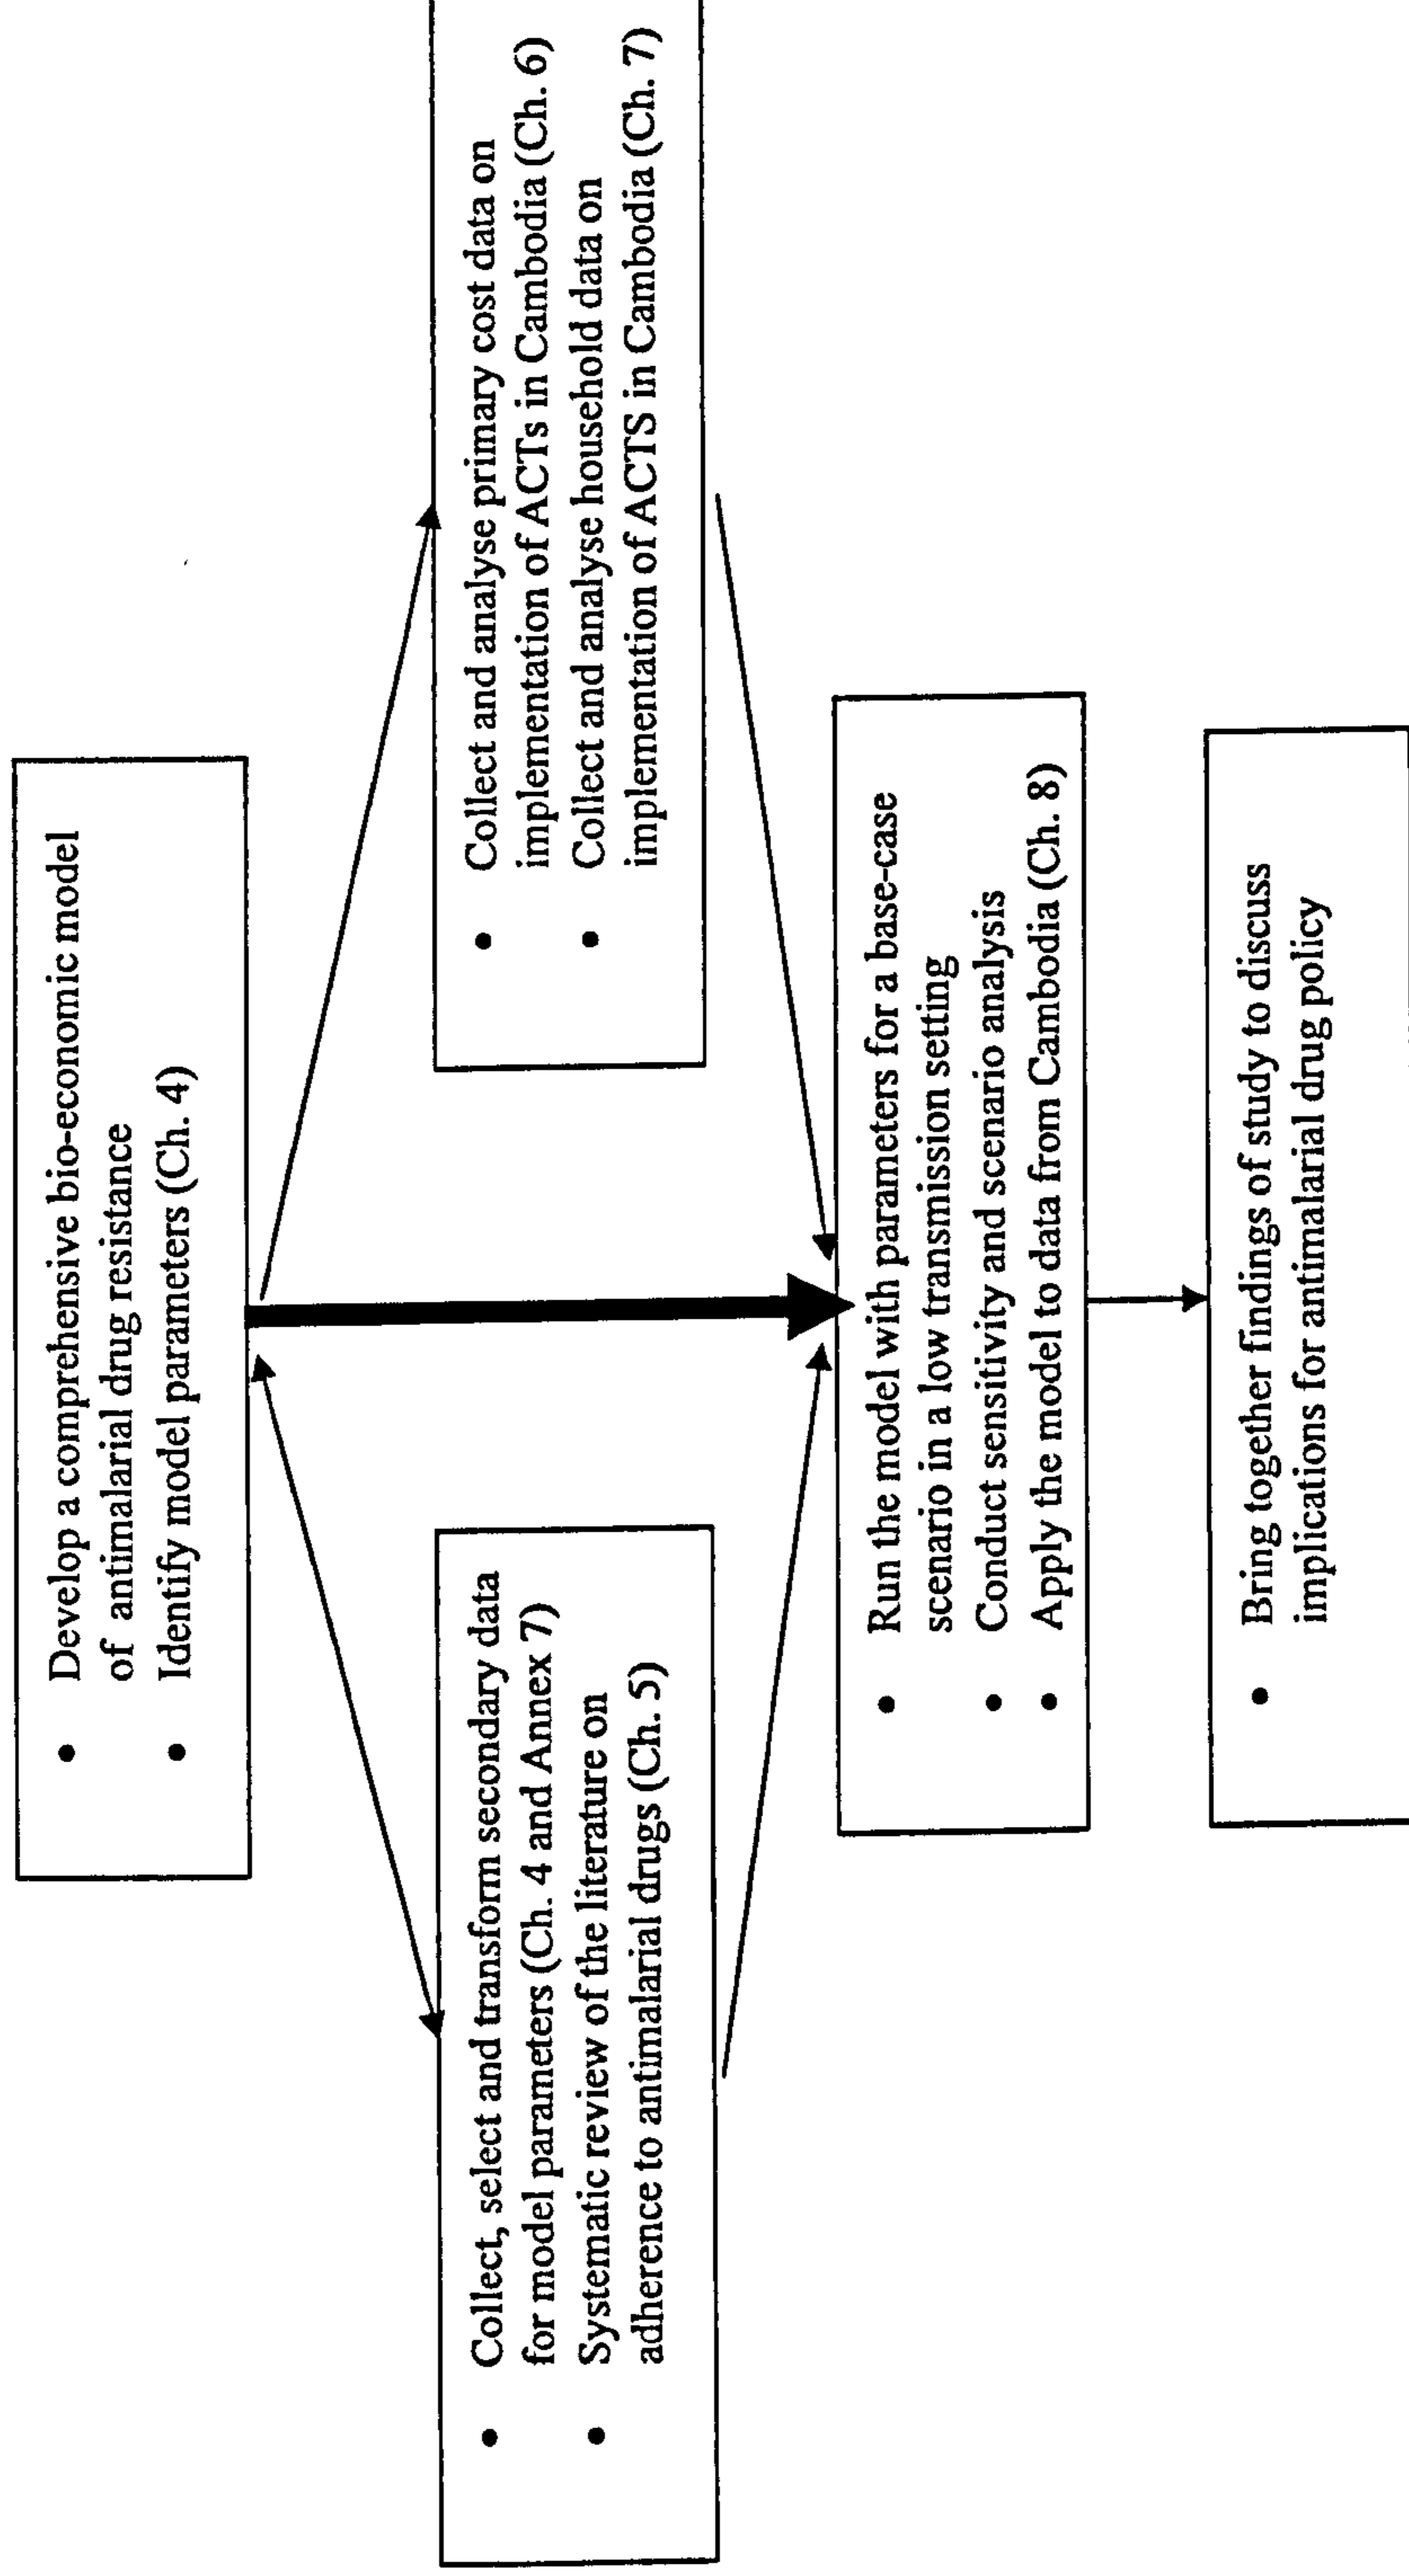 • Develop a comprehensive bio-economic model
of antimalarial drug resistance
• Identify model parameters (Ch. 4)
• Collect, select and transform secondary data
for model parameters (Ch. 4 and Annex 7)
• Systematic review of the literature on
adherence to antimalarial drugs (Ch. 5)
• Collect and analyse primary cost data on
implementation of ACTs in Cambodia (Ch. 6)
• Collect and analyse household data on
implementation of ACTS in Cambodia (Ch. 7)
• Run the model with parameters for a base-case
scenario in a low transmission setting
• Conduct sensitivity and scenario analysis
• Apply the model to data from Cambodia (Ch. 8)
• Bring together findings of study to discuss
implications for antimalarial drug policy